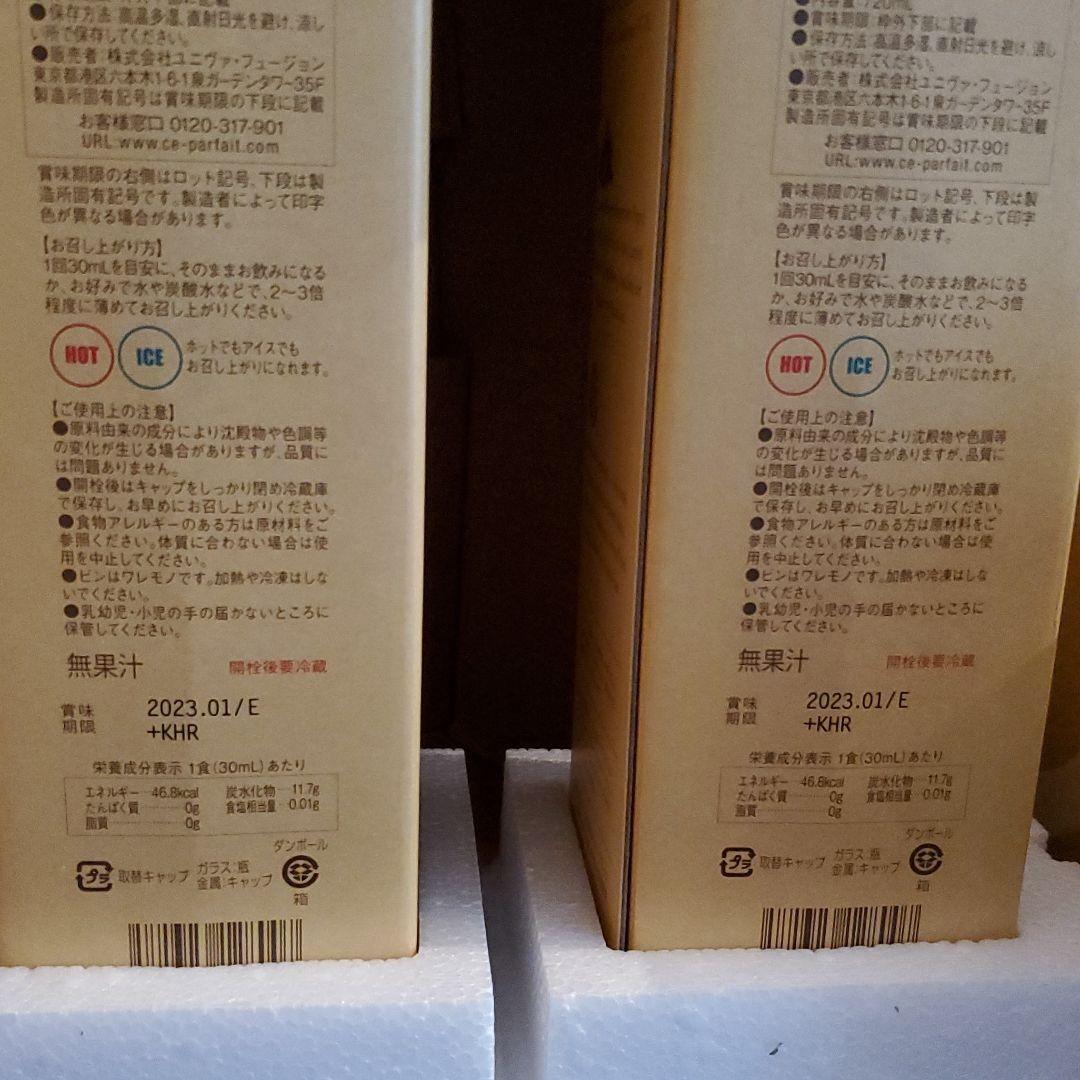 ●保存方法:高温多湿、直射日光を避け、涼し
い所で保存してください。
●販売者:株式会社ユニヴァ・フュージョン
東京都港区六本木1-6-1泉ガーデンタワー35F
製造所固有記号は賞味期限の下段に記載
お客様窓口 0120-317-901
URL:www.ce-parfait.com
賞味期限の右側はロット記号、下段は製
造所固有記号です。製造者によって印字
色が異なる場合があります。
【お召し上がり方】
1回30mLを目安に、そのままお飲みになる
か、お好みで水や炭酸水などで、2〜3倍
程度に薄めてお召し上がりください。
HOT ICE ホットでもアイスでも
お召し上がりになれます。
【ご使用上の注意】
●原料由来の成分により沈殿物や色調等
の変化が生じる場合がありますが、品質に
は問題ありません。
●開栓後はキャップをしっかり閉め冷蔵庫
で保存し、お早めにお召し上がりください。
●食物アレルギーのある方は原材料をご
参照ください。体質に合わない場合は使
用を中止してください。
●ビンはワレモノです。加熱や冷凍はしな
いでください。
●乳幼児・小児の手の届かないところに
保管してください。
無果汁 開栓後要冷蔵
賞味
期限
2023.01/E
+KHR
栄養成分表示 1食(30mL)あたり
エネルギー 46.8kcal 炭水化物 11.7g
たんぱく質 0g 食塩相当量 0.01g
脂質 0g
ダンボール
プラ 取替キャップ ガラス:瓶
金属:キャップ
箱
●内容量:720mL
●賞味期限:枠外下部に記載
●保存方法:高温多湿、直射日光を避け、涼し
い所で保存してください。
●販売者:株式会社ユニヴァ・フュージョン
東京都港区六本木1-6-1泉ガーデンタワー35F
製造所固有記号は賞味期限の下段に記載
お客様窓口 0120-317-901
URL:www.ce-parfait.com
賞味期限の右側はロット記号、下段は製
造所固有記号です。製造者によって印字
色が異なる場合があります。
【お召し上がり方】
1回30mLを目安に、そのままお飲みになる
か、お好みで水や炭酸水などで、2〜3倍
程度に薄めてお召し上がりください。
HOT ICE ホットでもアイスでも
お召し上がりになれます。
【ご使用上の注意】
●原料由来の成分により沈殿物や色調等
の変化が生じる場合がありますが、品質に
は問題ありません。
●開栓後はキャップをしっかり閉め冷蔵庫
で保存し、お早めにお召し上がりください。
●食物アレルギーのある方は原材料をご
参照ください。体質に合わない場合は使
用を中止してください。
●ビンはワレモノです。加熱や冷凍はしな
いでください。
●乳幼児・小児の手の届かないところに
保管してください。
無果汁 開栓後要冷蔵
賞味
期限
2023.01/E
+KHR
栄養成分表示 1食(30mL)あたり
エネルギー 46.8kcal 炭水化物 11.7g
たんぱく質 0g 食塩相当量 0.01g
脂質 0g
ダンボール
プラ 取替キャップ ガラス:瓶
金属:キャップ
箱